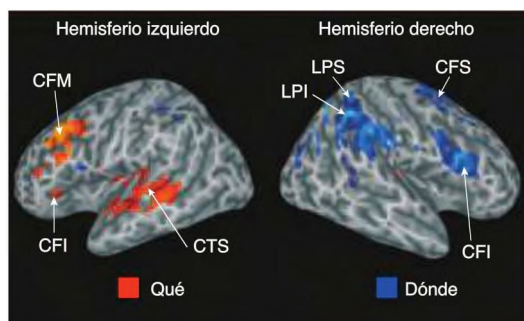 Hemisferio izquierdo
Hemisferio derecho
CFM
LPS
CFS
LPI
CFI
CTS
CFI
Qué
Dónde